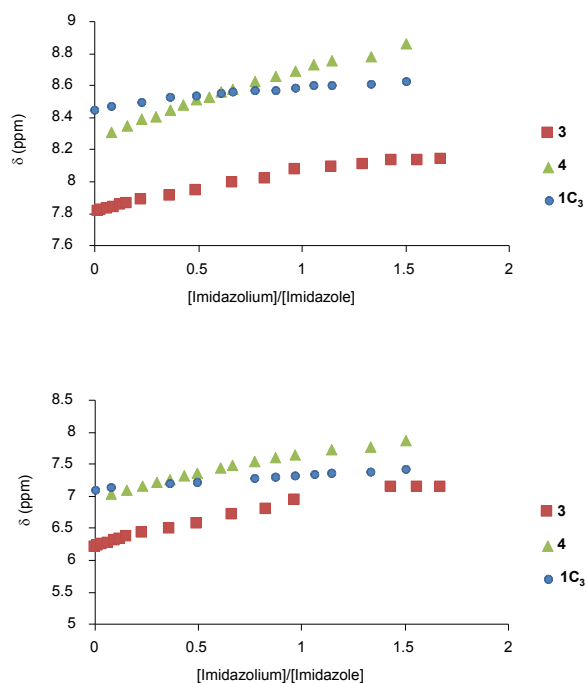 9
8.8
8.6
8.4
8.2
8
7.8
7.6
δ (ppm)
0 0.5 1 1.5 2
[Imidazolium]/[Imidazole]
3
4
1C₃
8.5
8
7.5
7
6.5
6
5.5
5
δ (ppm)
0 0.5 1 1.5 2
[Imidazolium]/[Imidazole]
3
4
1C₃